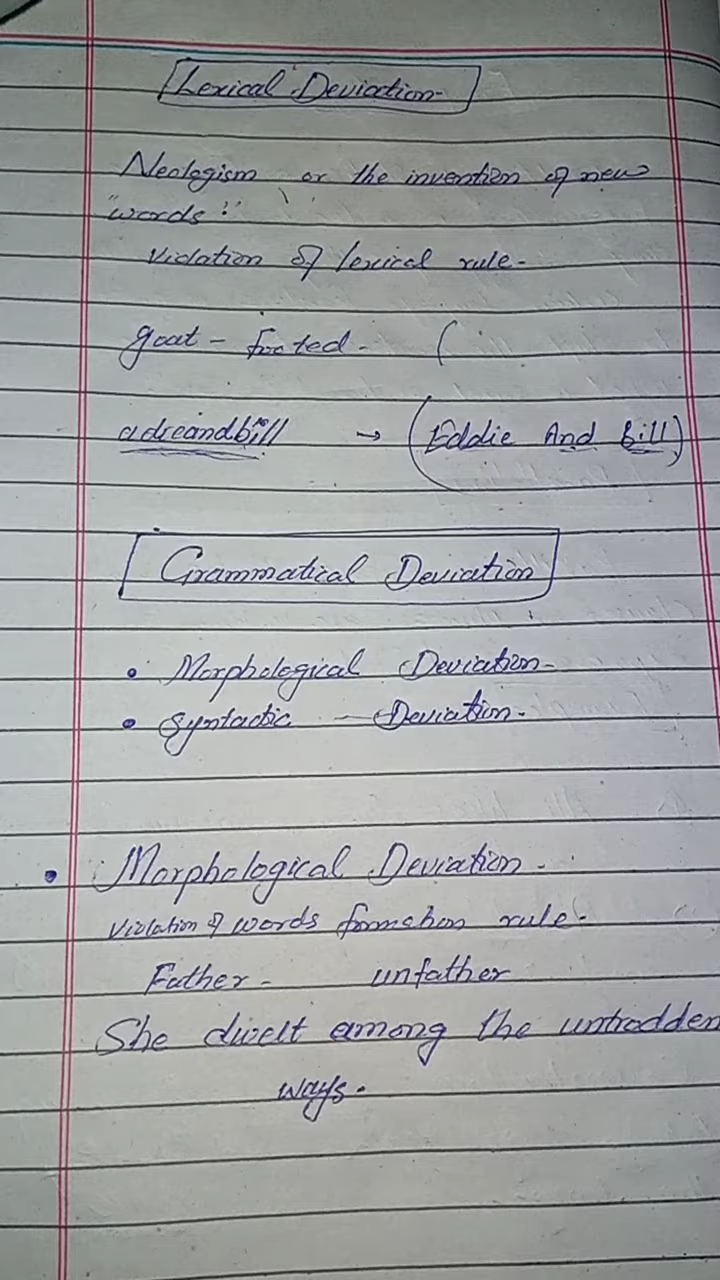 Lexical Deviation-
Neologism or the invention of new
"words".
Violation of lexical rule-
goat - footed- (
adieandbill → (Eddie And Bill)
Grammatical Deviation
• Morphological Deviation-
• Syntactic - Deviation-
• Morphological Deviation-
Violation of words formation rule-
Father- unfather
She dwelt among the untrodden
ways.